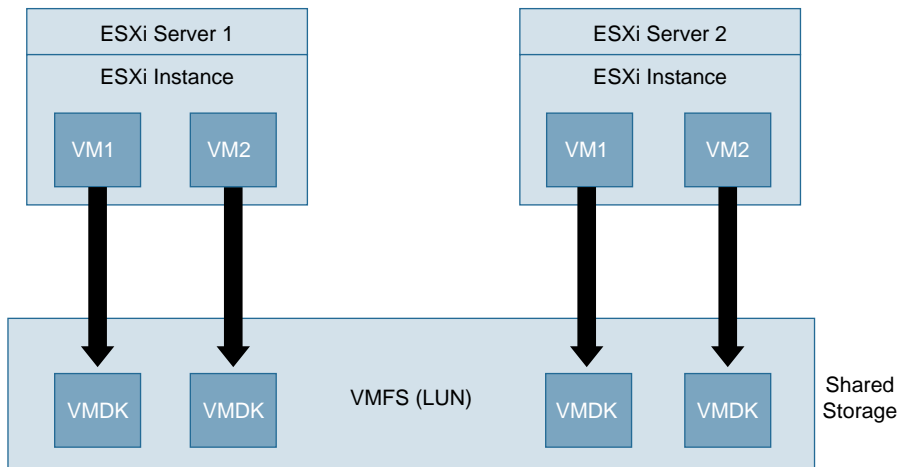 ESXi Server 1
ESXi Instance
VM1
VM2
ESXi Server 2
ESXi Instance
VM1
VM2
VMDK
VMDK
VMFS (LUN)
VMDK
VMDK
Shared
Storage